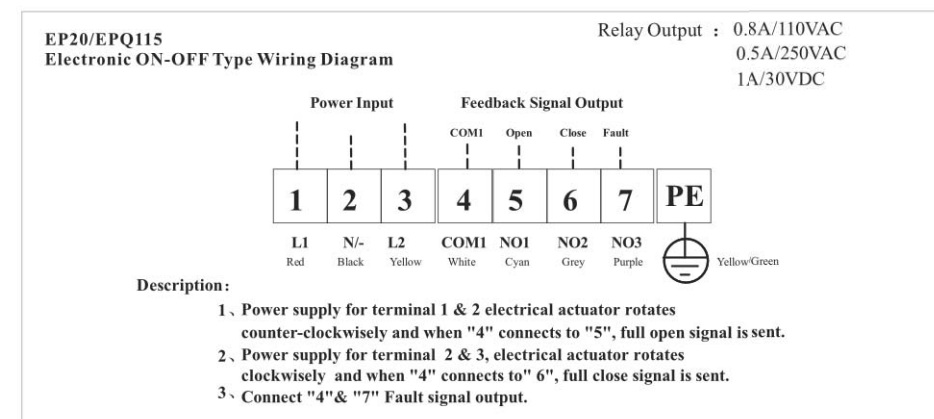 EP20/EPQ115
Electronic ON-OFF Type Wiring Diagram
Relay Output : 0.8A/110VAC
0.5A/250VAC
1A/30VDC
Power Input
Feedback Signal Output
COM1 Open Close Fault
1 2 3 4 5 6 7 PE
L1 N/- L2 COM1 NO1 NO2 NO3
Red Black Yellow White Cyan Grey Purple Yellow/Green
Description:
1、Power supply for terminal 1 & 2 electrical actuator rotates
counter-clockwisely and when "4" connects to "5", full open signal is sent.
2、Power supply for terminal 2 & 3, electrical actuator rotates
clockwisely and when "4" connects to" 6", full close signal is sent.
3、Connect "4"& "7" Fault signal output.